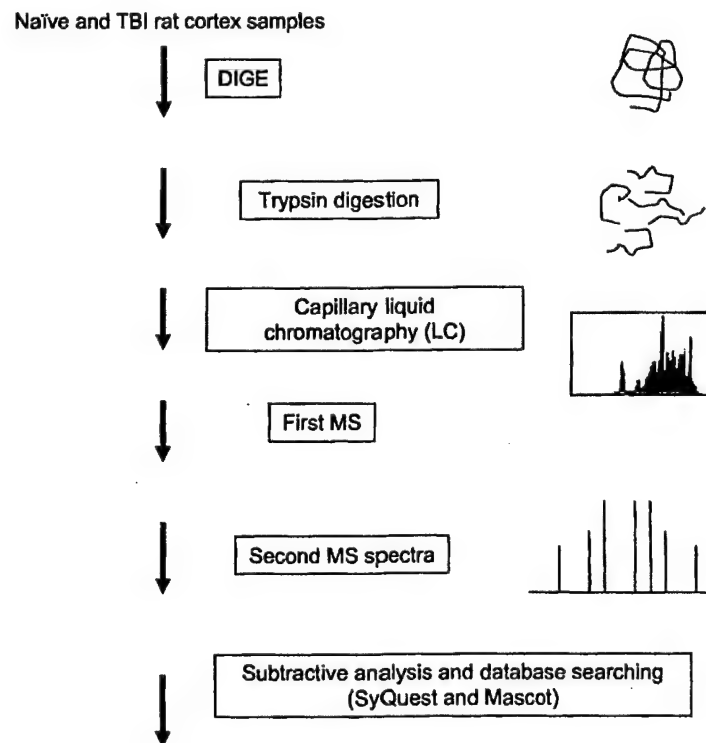 Naïve and TBI rat cortex samples
DIGE
Trypsin digestion
Capillary liquid
chromatography (LC)
First MS
Second MS spectra
Subtractive analysis and database searching
(SyQuest and Mascot)